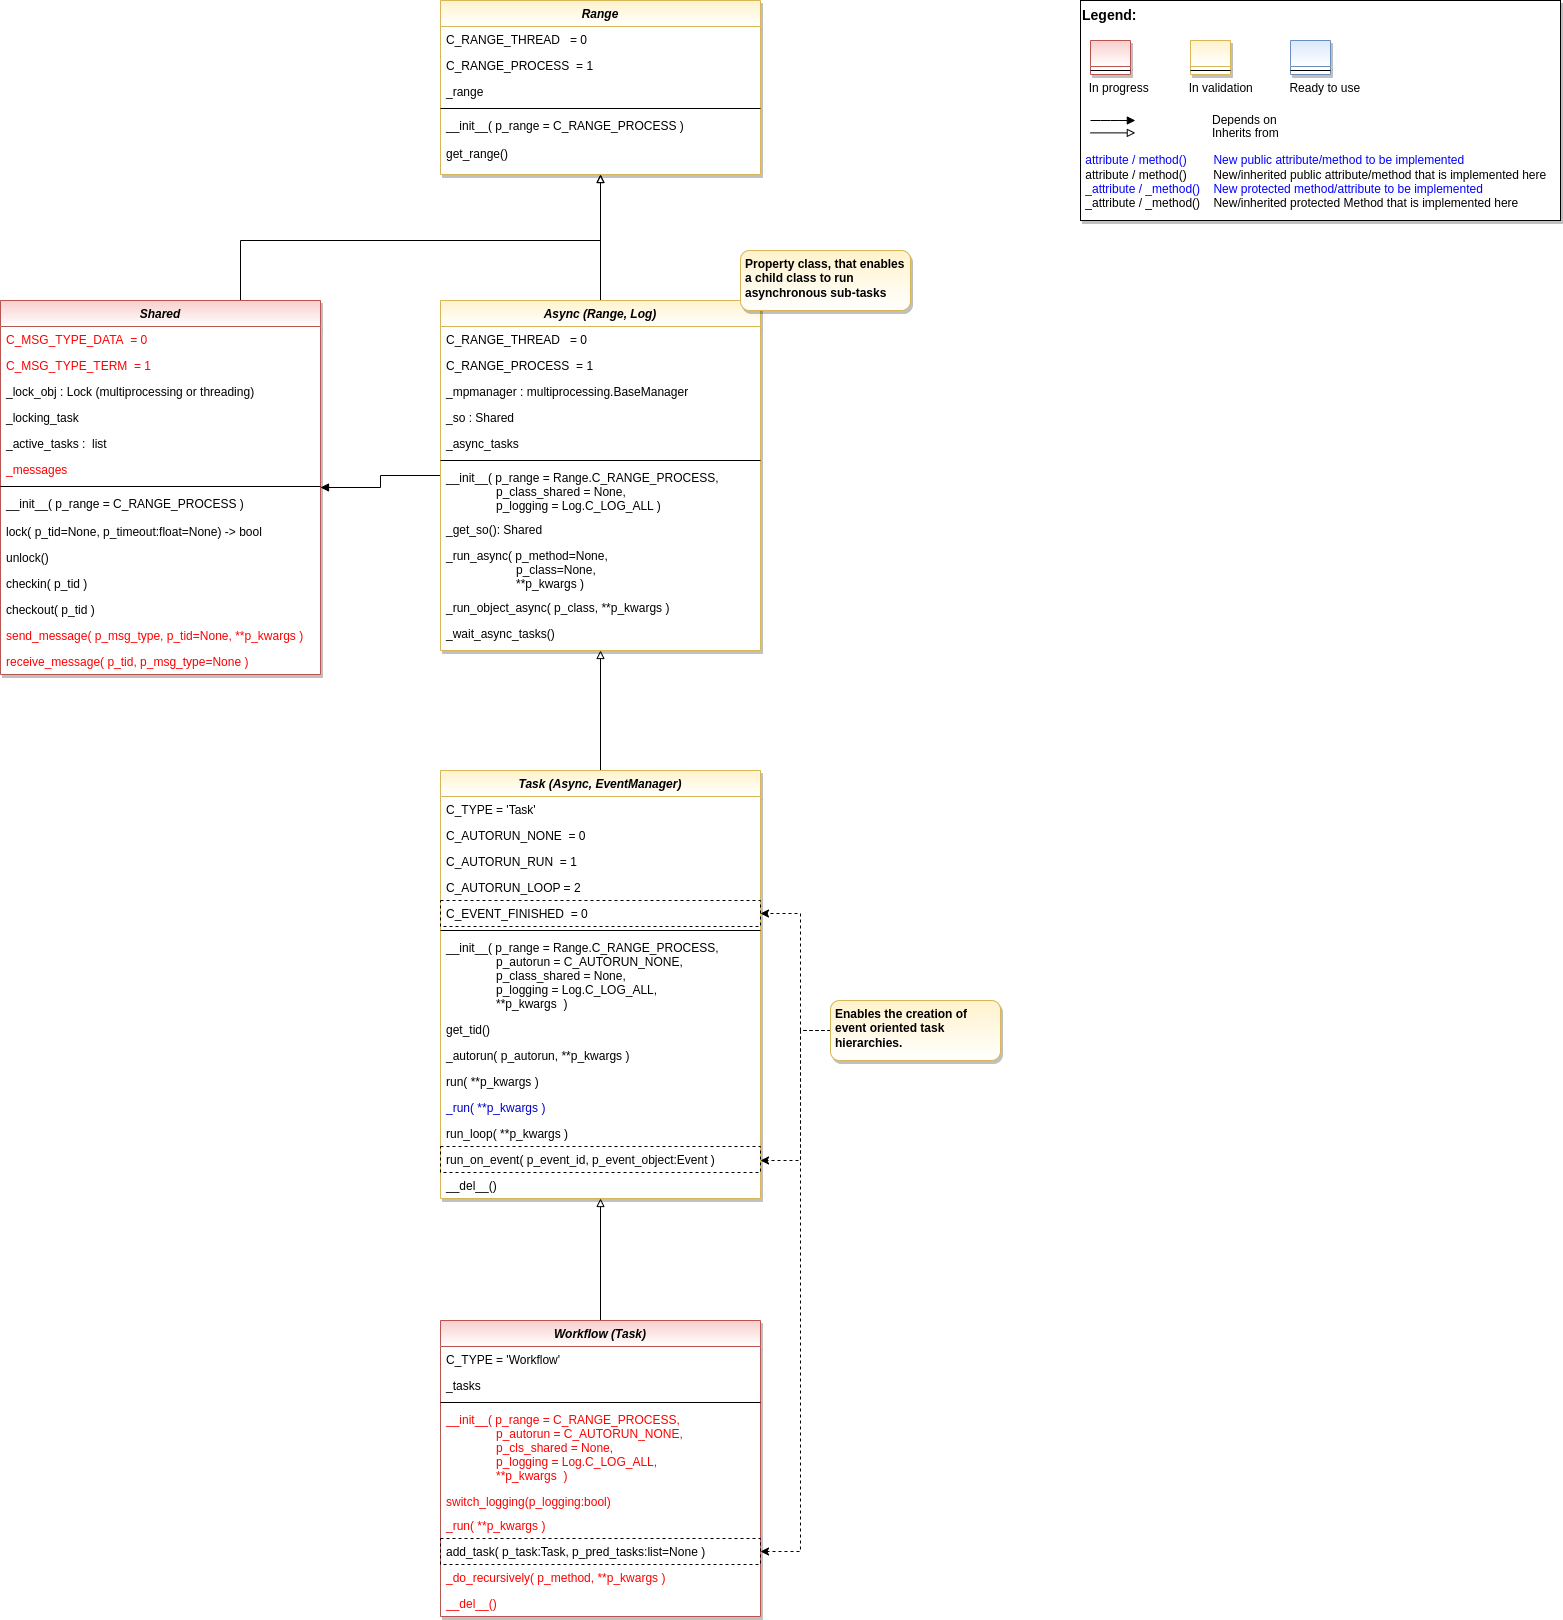 Range
C_RANGE_THREAD   = 0
C_RANGE_PROCESS  = 1
_range
__init__( p_range = C_RANGE_PROCESS )
get_range()
Legend:
In progress
In validation
Ready to use
Depends on
Inherits from
attribute / method()   New public attribute/method to be implemented
attribute / method()   New/inherited public attribute/method that is implemented here
_attribute / _method()   New protected method/attribute to be implemented
_attribute / _method()   New/inherited protected Method that is implemented here
Property class, that enables
a child class to run
asynchronous sub-tasks
Shared
C_MSG_TYPE_DATA  = 0
C_MSG_TYPE_TERM  = 1
_lock_obj : Lock (multiprocessing or threading)
_locking_task
_active_tasks :  list
_messages
__init__( p_range = C_RANGE_PROCESS )
lock( p_tid=None, p_timeout:float=None) -> bool
unlock()
checkin( p_tid )
checkout( p_tid )
send_message( p_msg_type, p_tid=None, **p_kwargs )
receive_message( p_tid, p_msg_type=None )
Async (Range, Log)
C_RANGE_THREAD   = 0
C_RANGE_PROCESS  = 1
_mpmanager : multiprocessing.BaseManager
_so : Shared
_async_tasks
__init__( p_range = Range.C_RANGE_PROCESS,
p_class_shared = None,
p_logging = Log.C_LOG_ALL )
_get_so(): Shared
_run_async( p_method=None,
p_class=None,
**p_kwargs )
_run_object_async( p_class, **p_kwargs )
_wait_async_tasks()
Task (Async, EventManager)
C_TYPE = 'Task'
C_AUTORUN_NONE  = 0
C_AUTORUN_RUN  = 1
C_AUTORUN_LOOP = 2
C_EVENT_FINISHED  = 0
__init__( p_range = Range.C_RANGE_PROCESS,
p_autorun = C_AUTORUN_NONE,
p_class_shared = None,
p_logging = Log.C_LOG_ALL,
**p_kwargs  )
get_tid()
_autorun( p_autorun, **p_kwargs )
run( **p_kwargs )
_run( **p_kwargs )
run_loop( **p_kwargs )
run_on_event( p_event_id, p_event_object:Event )
__del__()
Enables the creation of
event oriented task
hierarchies.
Workflow (Task)
C_TYPE = 'Workflow'
_tasks
__init__( p_range = C_RANGE_PROCESS,
p_autorun = C_AUTORUN_NONE,
p_cls_shared = None,
p_logging = Log.C_LOG_ALL,
**p_kwargs  )
switch_logging(p_logging:bool)
_run( **p_kwargs )
add_task( p_task:Task, p_pred_tasks:list=None )
_do_recursively( p_method, **p_kwargs )
__del__()